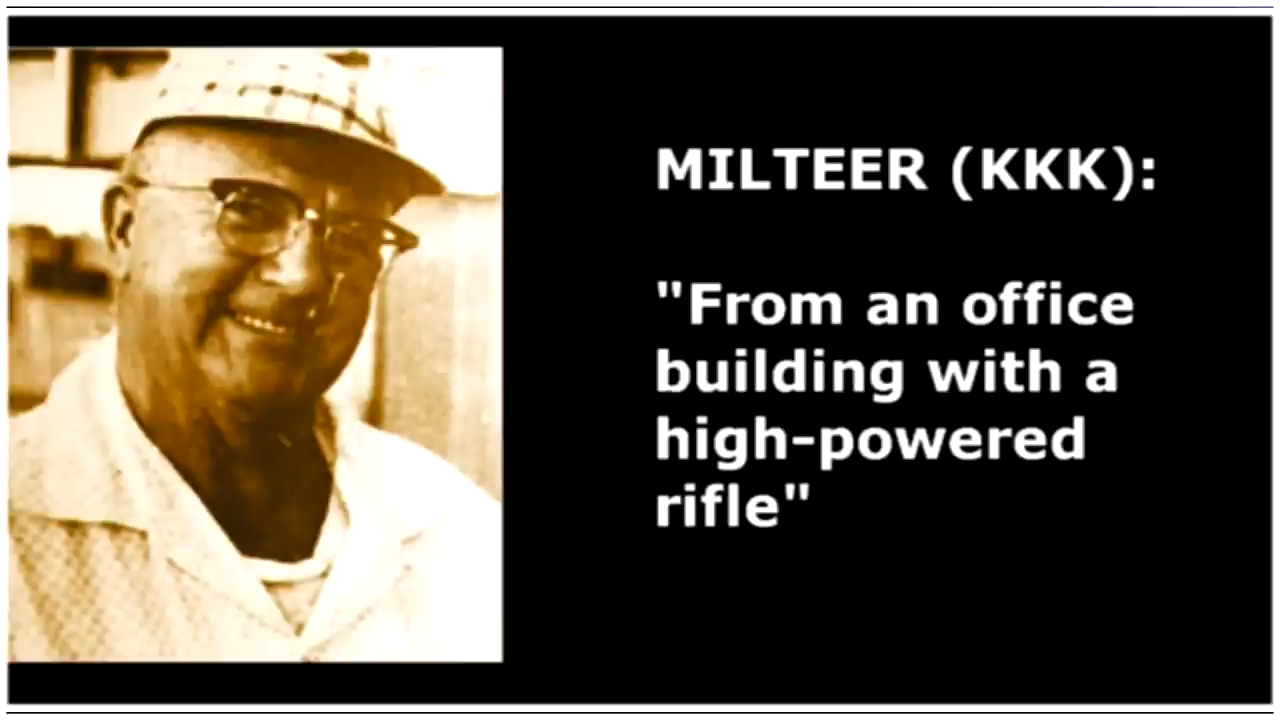 MILTEER (KKK):
"From an office
building with a
high-powered
rifle"